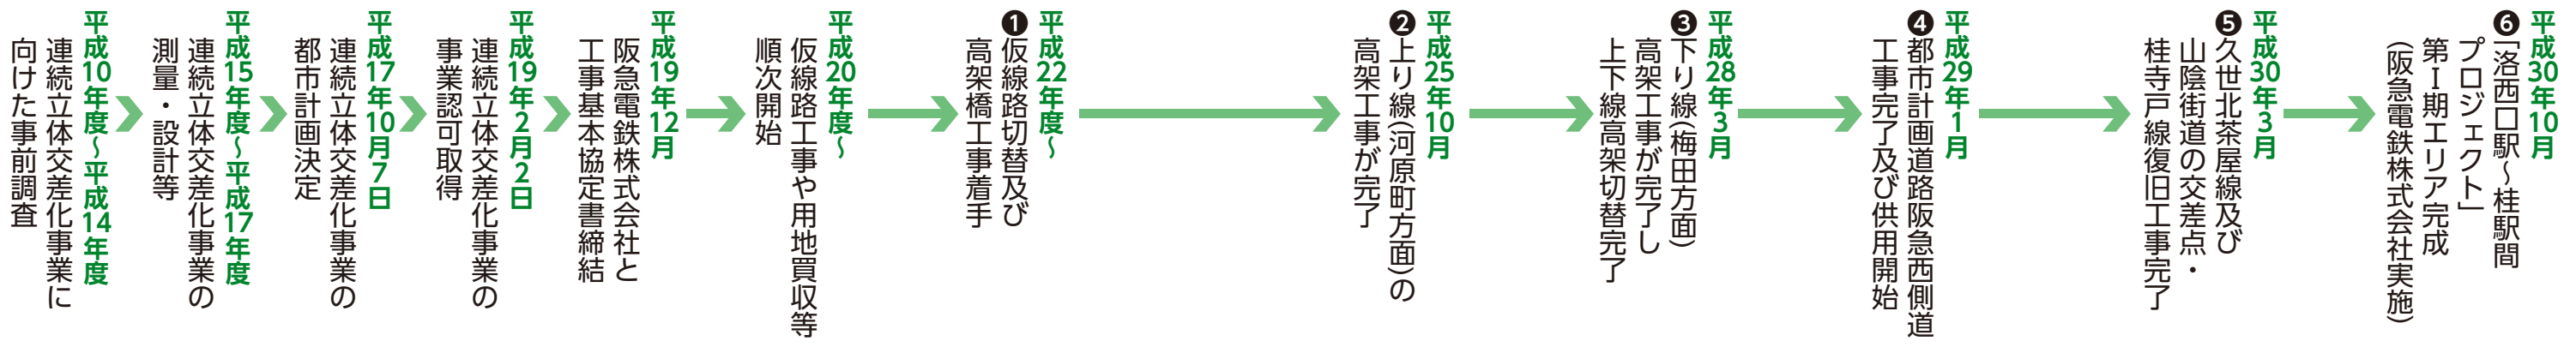 平成10年度～平成14年度
連続立体交差化事業に
向けた事前調査
平成15年度～平成17年度
連続立体交差化事業の
測量・設計等
平成17年10月7日
連続立体交差化事業の
都市計画決定
平成19年2月2日
連続立体交差化事業の
事業認可取得
平成19年12月
阪急電鉄株式会社と
工事基本協定書締結
平成20年度～
仮線路工事や用地買収等
順次開始
平成22年度～
❶仮線路切替及び
高架橋工事着手
平成25年10月
❷上り線(河原町方面)の
高架工事が完了
平成28年3月
❸下り線(梅田方面)
高架工事が完了し
上下線高架切替完了
平成29年1月
❹都市計画道路阪急西側道
工事完了及び供用開始
平成30年3月
❺久世北茶屋線及び
山陰街道の交差点・
桂寺戸線復旧工事完了
平成30年10月
❻「洛西口駅～桂駅間
プロジェクト」
第Ⅰ期エリア完成
(阪急電鉄株式会社実施)